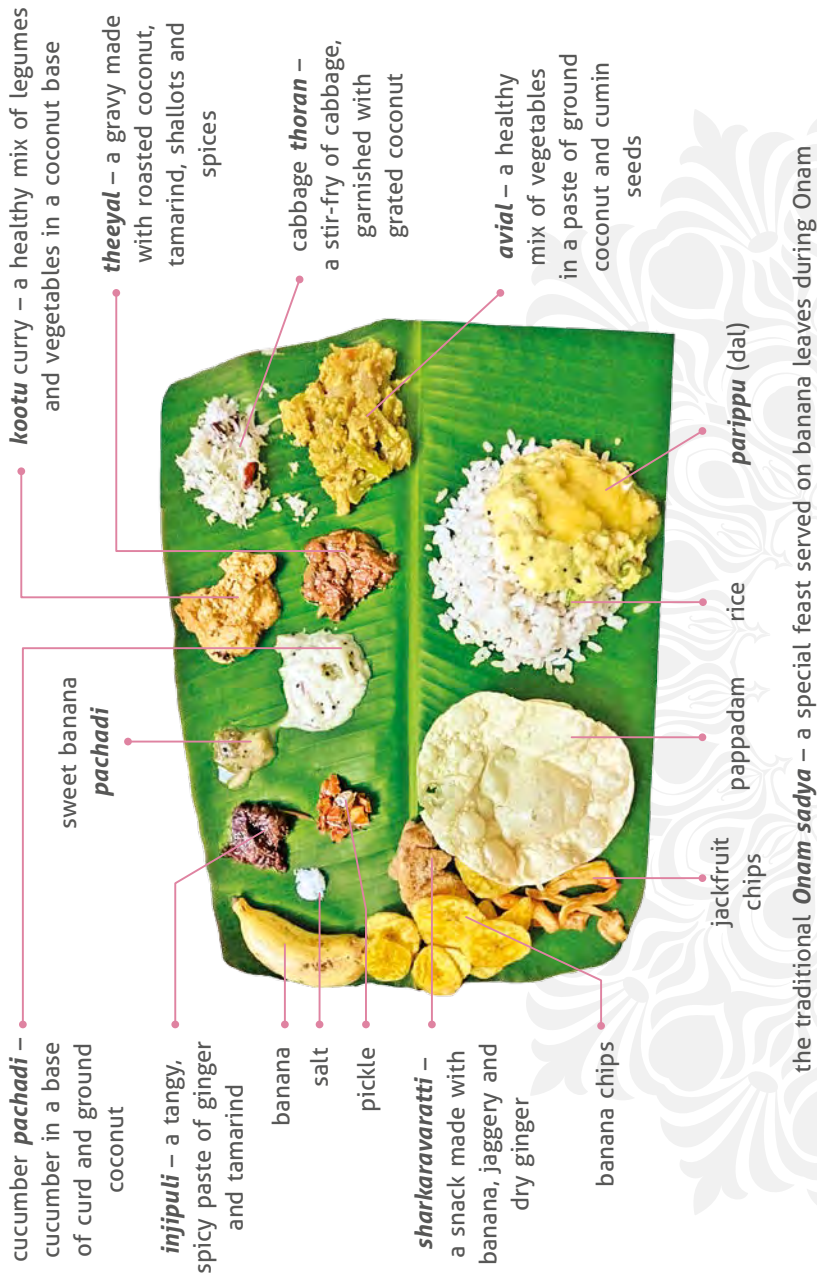 cucumber pachadi –
cucumber in a base
of curd and ground
coconut
injipuli – a tangy,
spicy paste of ginger
and tamarind
banana
salt
pickle
sharkaravaratti –
a snack made with
banana, jaggery and
dry ginger
banana chips
sweet banana
pachadi
kootu curry – a healthy mix of legumes
and vegetables in a coconut base
theeyal – a gravy made
with roasted coconut,
tamarind, shallots and
spices
cabbage thoran –
a stir-fry of cabbage,
garnished with
grated coconut
avial – a healthy
mix of vegetables
in a paste of ground
coconut and cumin
seeds
jackfruit
chips
pappadam
rice
parippu (dal)
the traditional Onam sadya – a special feast served on banana leaves during Onam